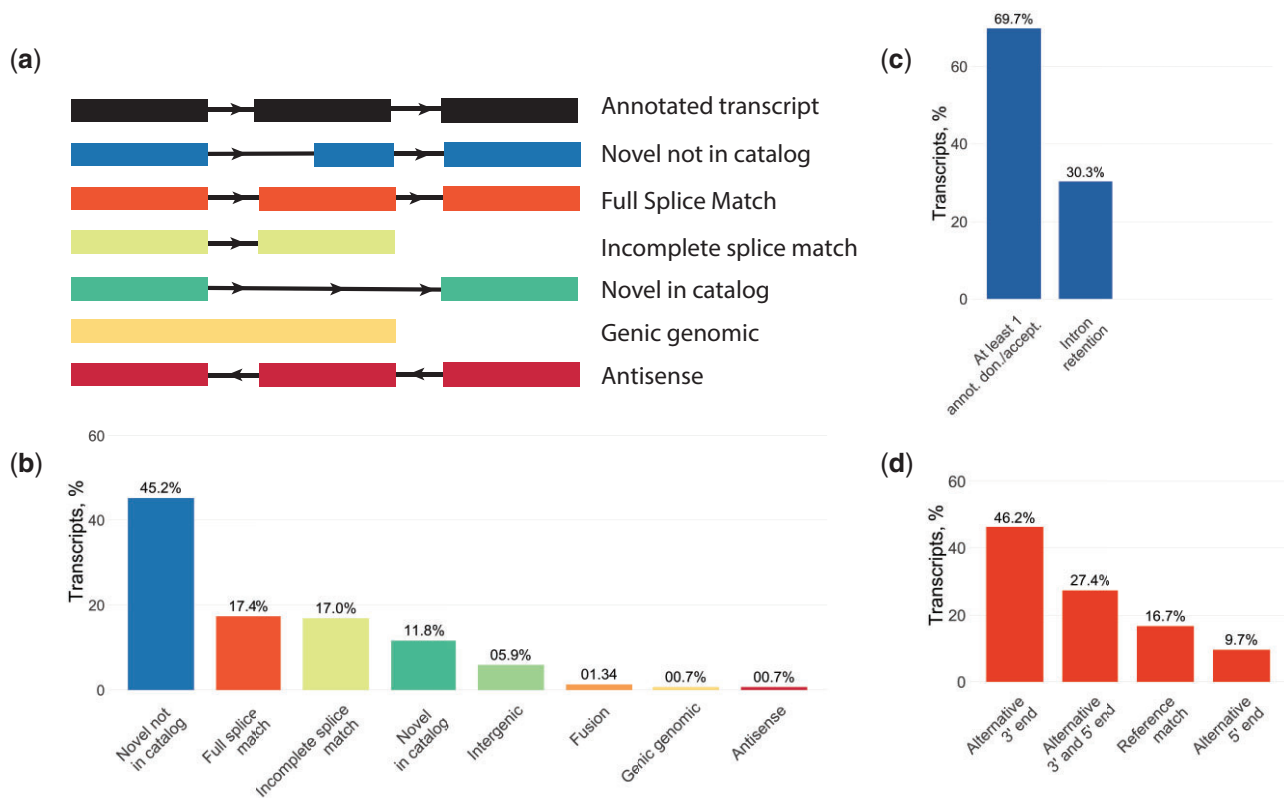 (a)
Annotated transcript
Novel not in catalog
Full Splice Match
Incomplete splice match
Novel in catalog
Genic genomic
Antisense
(b)
Transcripts, %
60
40
20
0
45.2%
17.4%
17.0%
11.8%
05.9%
01.34
00.7%
00.7%
Novel not
in catalog
Full splice
match
Incomplete splice
match
Novel
in catalog
Intergenic
Fusion
Genic genomic
Antisense
(c)
Transcripts, %
60
40
20
0
69.7%
30.3%
At least 1
annot. don./accept.
Intron
retention
(d)
Transcripts, %
60
40
20
0
46.2%
27.4%
16.7%
9.7%
Alternative
3' end
Alternative
3' and 5' end
Reference
match
Alternative
5' end